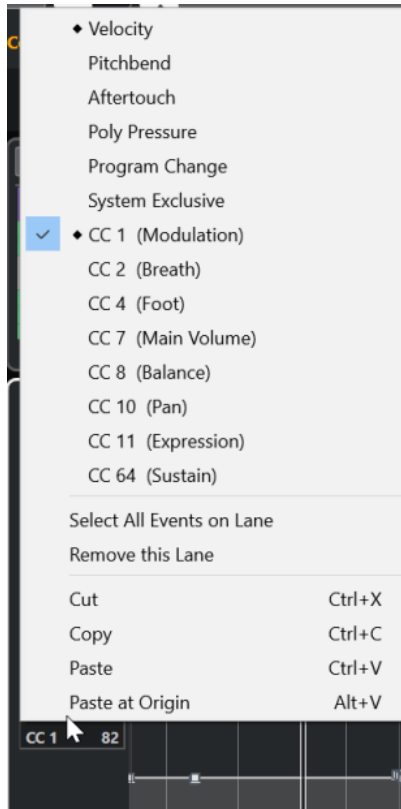 Velocity
Pitchbend
Aftertouch
Poly Pressure
Program Change
System Exclusive
CC 1 (Modulation)
CC 2 (Breath)
CC 4 (Foot)
CC 7 (Main Volume)
CC 8 (Balance)
CC 10 (Pan)
CC 11 (Expression)
CC 64 (Sustain)
Select All Events on Lane
Remove this Lane
Cut Ctrl+X
Copy Ctrl+C
Paste Ctrl+V
Paste at Origin Alt+V
CC 1 82